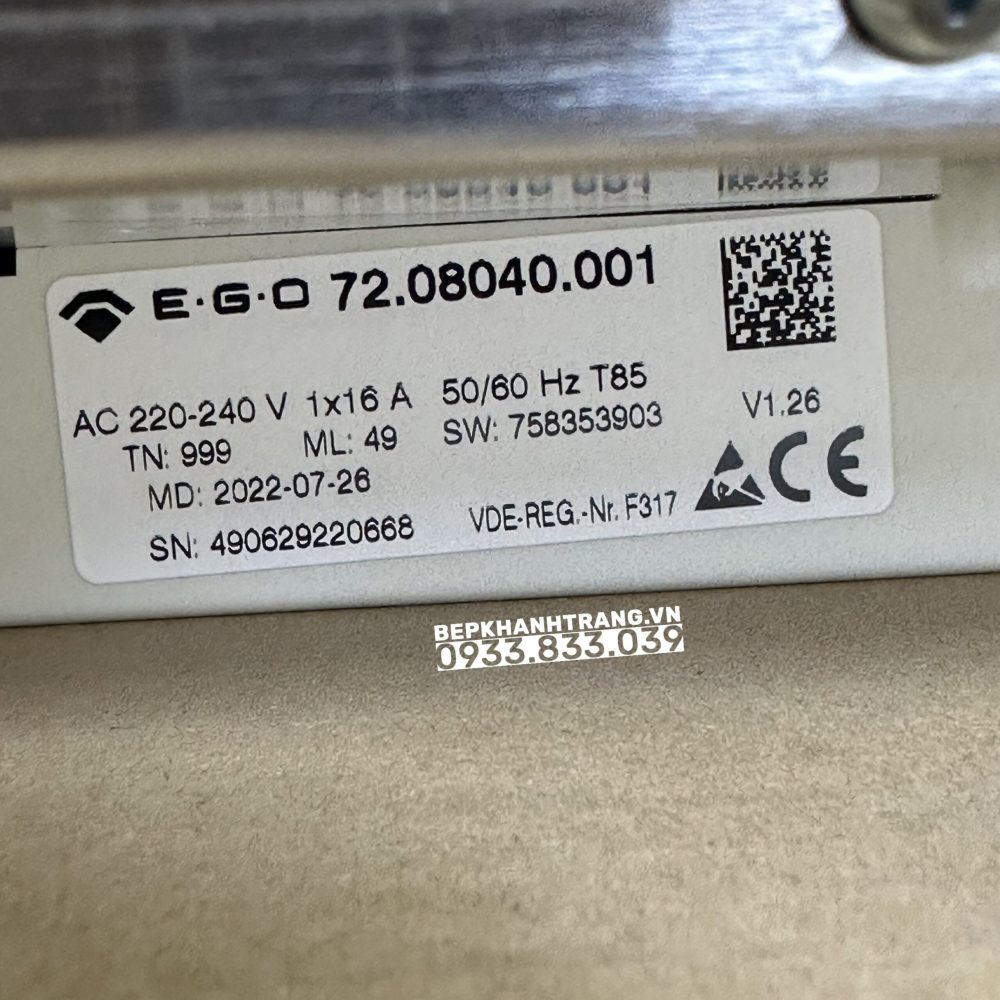 E·G·O 72.08040.001
AC 220-240 V 1x16 A 50/60 Hz T85
TN: 999 ML: 49 SW: 758353903 V1.26
MD: 2022-07-26
SN: 490629220668 VDE-REG.-Nr. F317 CE
BEPKHANHTRANG.VN
0933.833.039